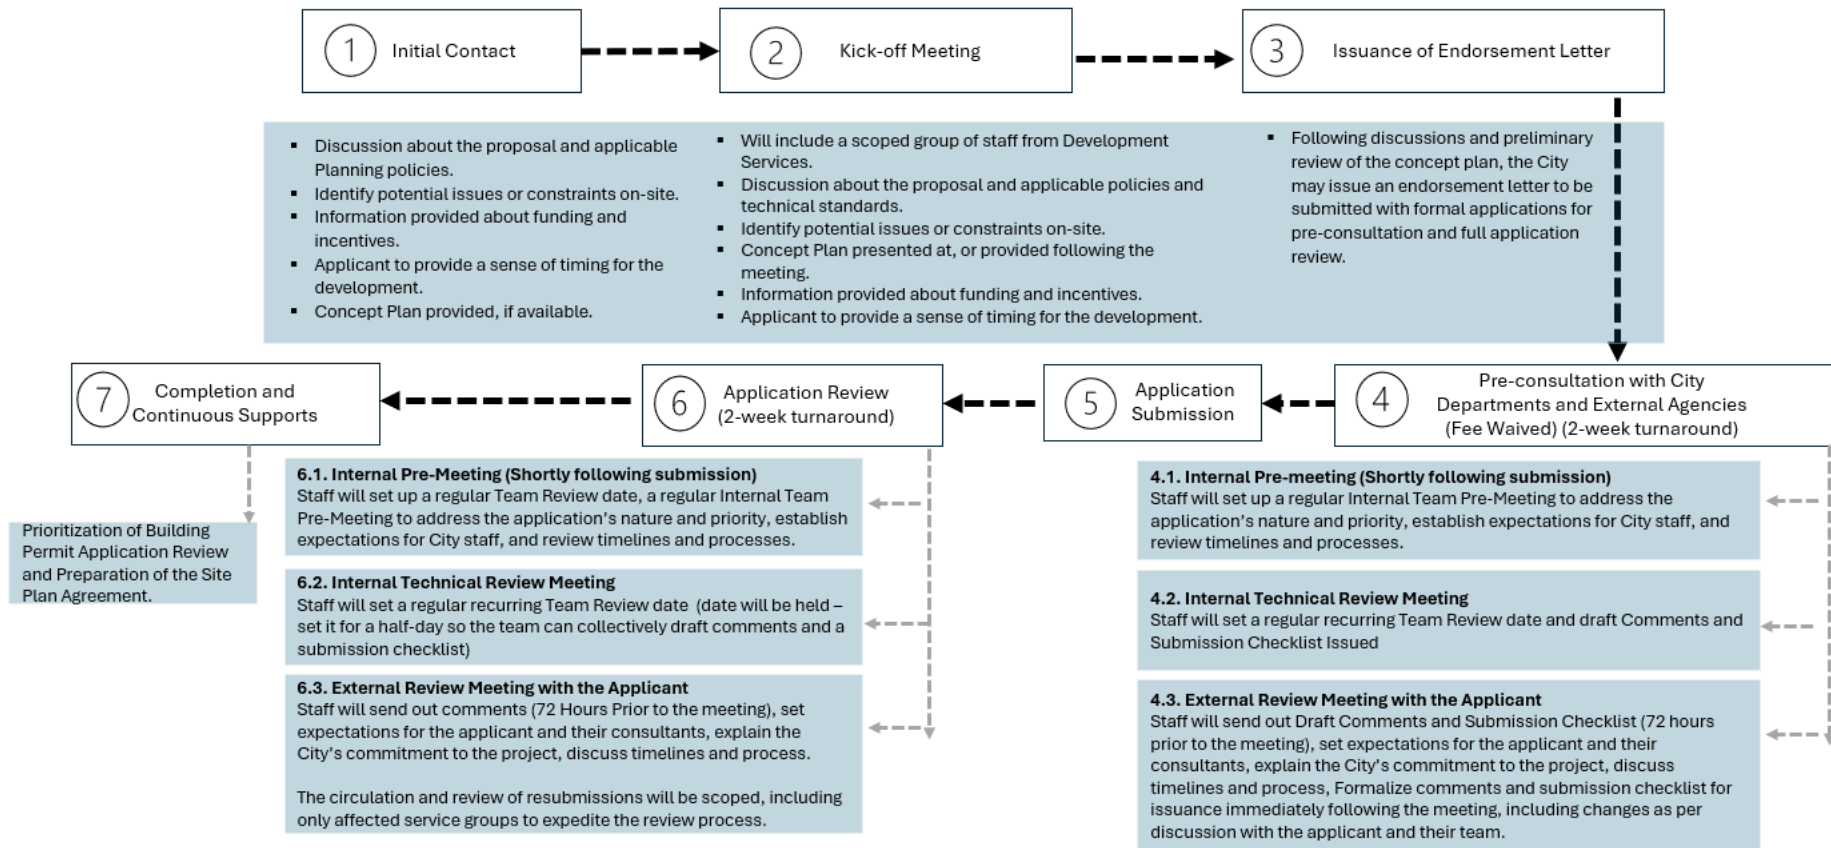 1 Initial Contact
2 Kick-off Meeting
3 Issuance of Endorsement Letter
▪ Discussion about the proposal and applicable
Planning policies.
▪ Identify potential issues or constraints on-site.
▪ Information provided about funding and
incentives.
▪ Applicant to provide a sense of timing for the
development.
▪ Concept Plan provided, if available.
▪ Will include a scoped group of staff from Development
Services.
▪ Discussion about the proposal and applicable policies and
technical standards.
▪ Identify potential issues or constraints on-site.
▪ Concept Plan presented at, or provided following the
meeting.
▪ Information provided about funding and incentives.
▪ Applicant to provide a sense of timing for the development.
▪ Following discussions and preliminary
review of the concept plan, the City
may issue an endorsement letter to be
submitted with formal applications for
pre-consultation and full application
review.
4 Pre-consultation with City
Departments and External Agencies
(Fee Waived) (2-week turnaround)
4.1. Internal Pre-meeting (Shortly following submission)
Staff will set up a regular Internal Team Pre-Meeting to address the
application's nature and priority, establish expectations for City staff, and
review timelines and processes.
4.2. Internal Technical Review Meeting
Staff will set a regular recurring Team Review date and draft Comments and
Submission Checklist Issued
4.3. External Review Meeting with the Applicant
Staff will send out Draft Comments and Submission Checklist (72 hours
prior to the meeting), set expectations for the applicant and their
consultants, explain the City's commitment to the project, discuss
timelines and process, Formalize comments and submission checklist for
issuance immediately following the meeting, including changes as per
discussion with the applicant and their team.
5 Application
Submission
6 Application Review
(2-week turnaround)
6.1. Internal Pre-Meeting (Shortly following submission)
Staff will set up a regular Team Review date, a regular Internal Team
Pre-Meeting to address the application's nature and priority, establish
expectations for City staff, and review timelines and processes.
6.2. Internal Technical Review Meeting
Staff will set a regular recurring Team Review date (date will be held –
set it for a half-day so the team can collectively draft comments and a
submission checklist)
6.3. External Review Meeting with the Applicant
Staff will send out comments (72 Hours Prior to the meeting), set
expectations for the applicant and their consultants, explain the
City's commitment to the project, discuss timelines and process.
The circulation and review of resubmissions will be scoped, including
only affected service groups to expedite the review process.
7 Completion and
Continuous Supports
Prioritization of Building
Permit Application Review
and Preparation of the Site
Plan Agreement.